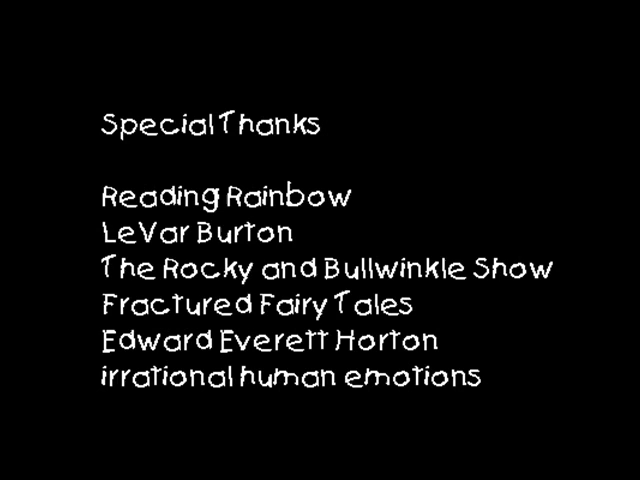 Special Thanks
Reading Rainbow
LeVar Burton
The Rocky and Bullwinkle Show
Fractured Fairy Tales
Edward Everett Horton
irrational human emotions